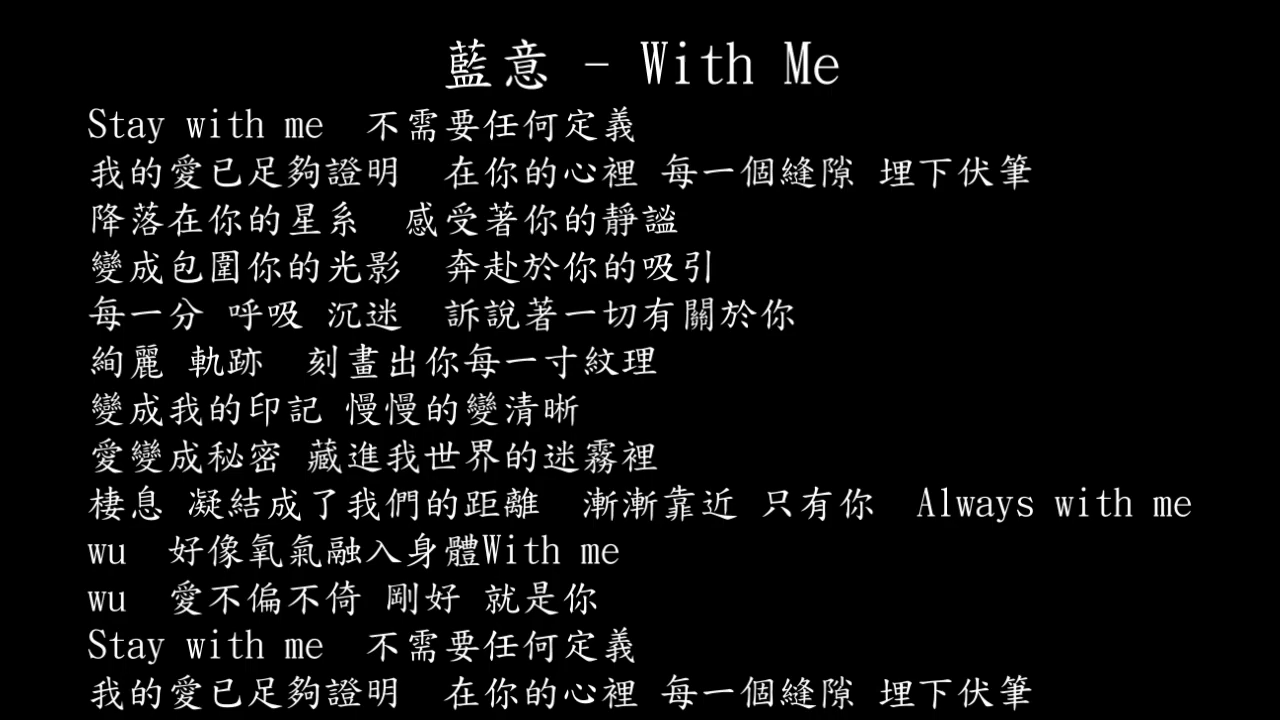 藍意 - With Me
Stay with me 不需要任何定義
我的愛已足夠證明 在你的心裡 每一個縫隙 埋下伏筆
降落在你的星系 感受著你的靜謐
變成包圍你的光影 奔赴於你的吸引
每一分 呼吸 沉迷 訴說著一切有關於你
絢麗 軌跡 刻畫出你每一寸紋理
變成我的印記 慢慢的變清晰
愛變成秘密 藏進我世界的迷霧裡
棲息 凝結成了我們的距離 漸漸靠近 只有你 Always with me
wu 好像氧氣融入身體With me
wu 愛不偏不倚 剛好 就是你
Stay with me 不需要任何定義
我的愛已足夠證明 在你的心裡 每一個縫隙 埋下伏筆